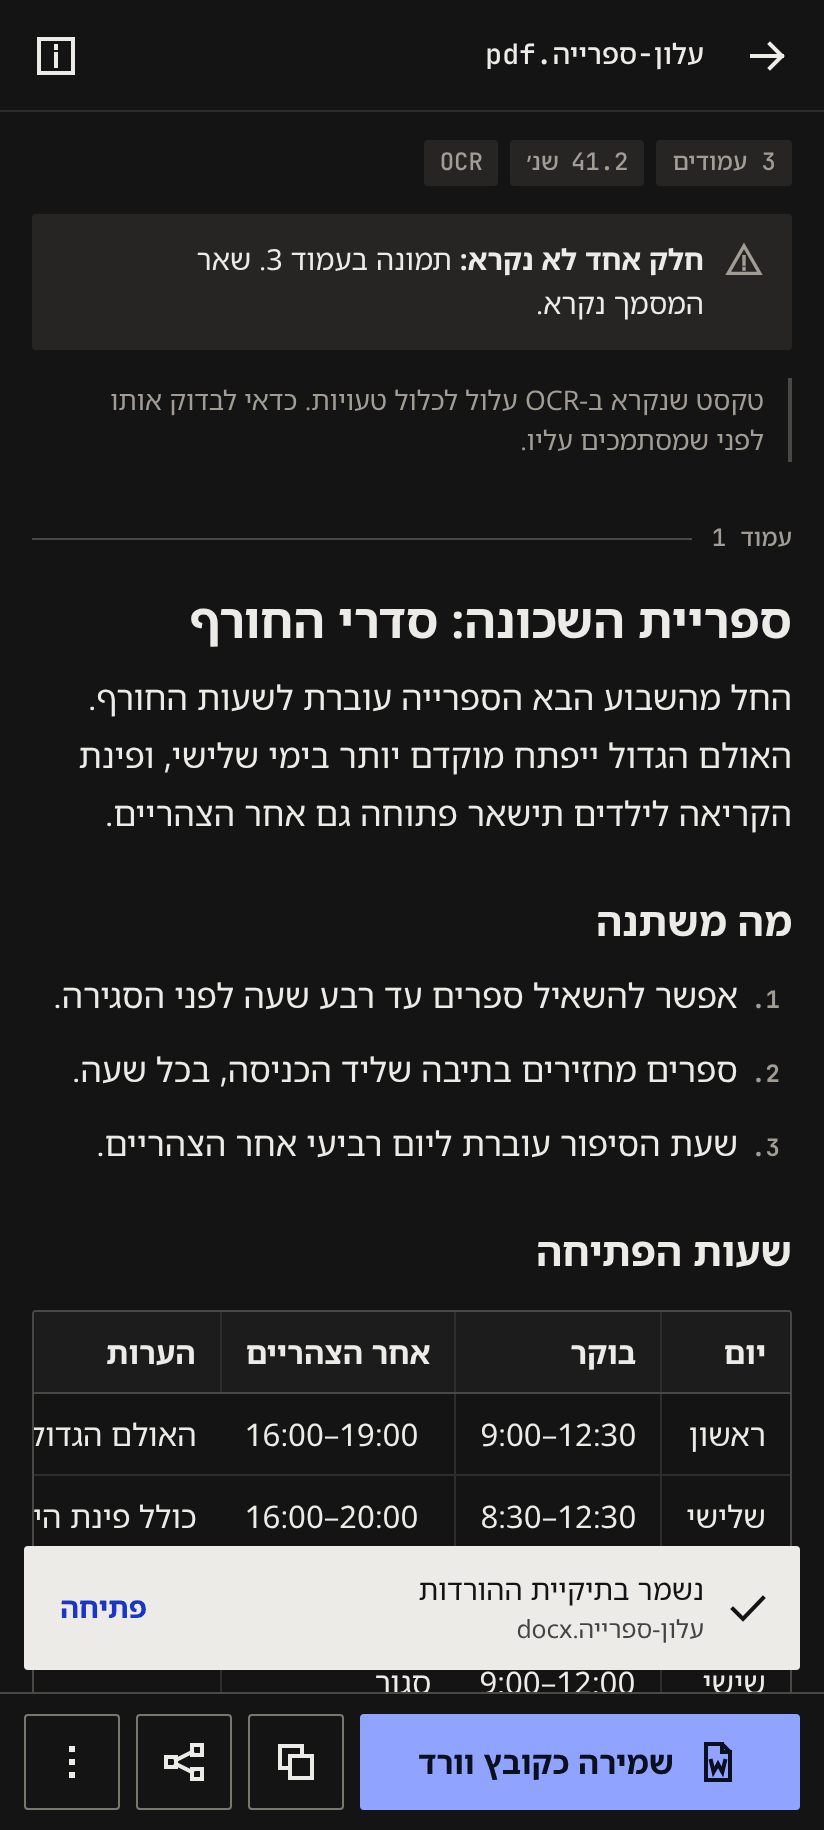 עלון-ספרייה.pdf
3 עמודים
41.2 שנ׳
OCR
חלק אחד לא נקרא: תמונה בעמוד 3. שאר
המסמך נקרא.
טקסט שנקרא ב-OCR עלול לכלול טעויות. כדאי לבדוק אותו
לפני שמסתמכים עליו.
עמוד 1
ספריית השכונה: סדרי החורף
החל מהשבוע הבא הספרייה עוברת לשעות החורף.
האולם הגדול ייפתח מוקדם יותר בימי שלישי, ופינת
הקריאה לילדים תישאר פתוחה גם אחר הצהריים.
מה משתנה
1. אפשר להשאיל ספרים עד רבע שעה לפני הסגירה.
2. ספרים מחזירים בתיבה שליד הכניסה, בכל שעה.
3. שעת הסיפור עוברת ליום רביעי אחר הצהריים.
שעות הפתיחה
יום בוקר אחר הצהריים הערות
ראשון 9:00–12:30 16:00–19:00 האולם הגדול
שלישי 8:30–12:30 16:00–20:00 כולל פינת
נשמר בתיקיית ההורדות
עלון-ספרייה.docx
פתיחה
שישי 9:00–12:00 סגור
שמירה כקובץ וורד